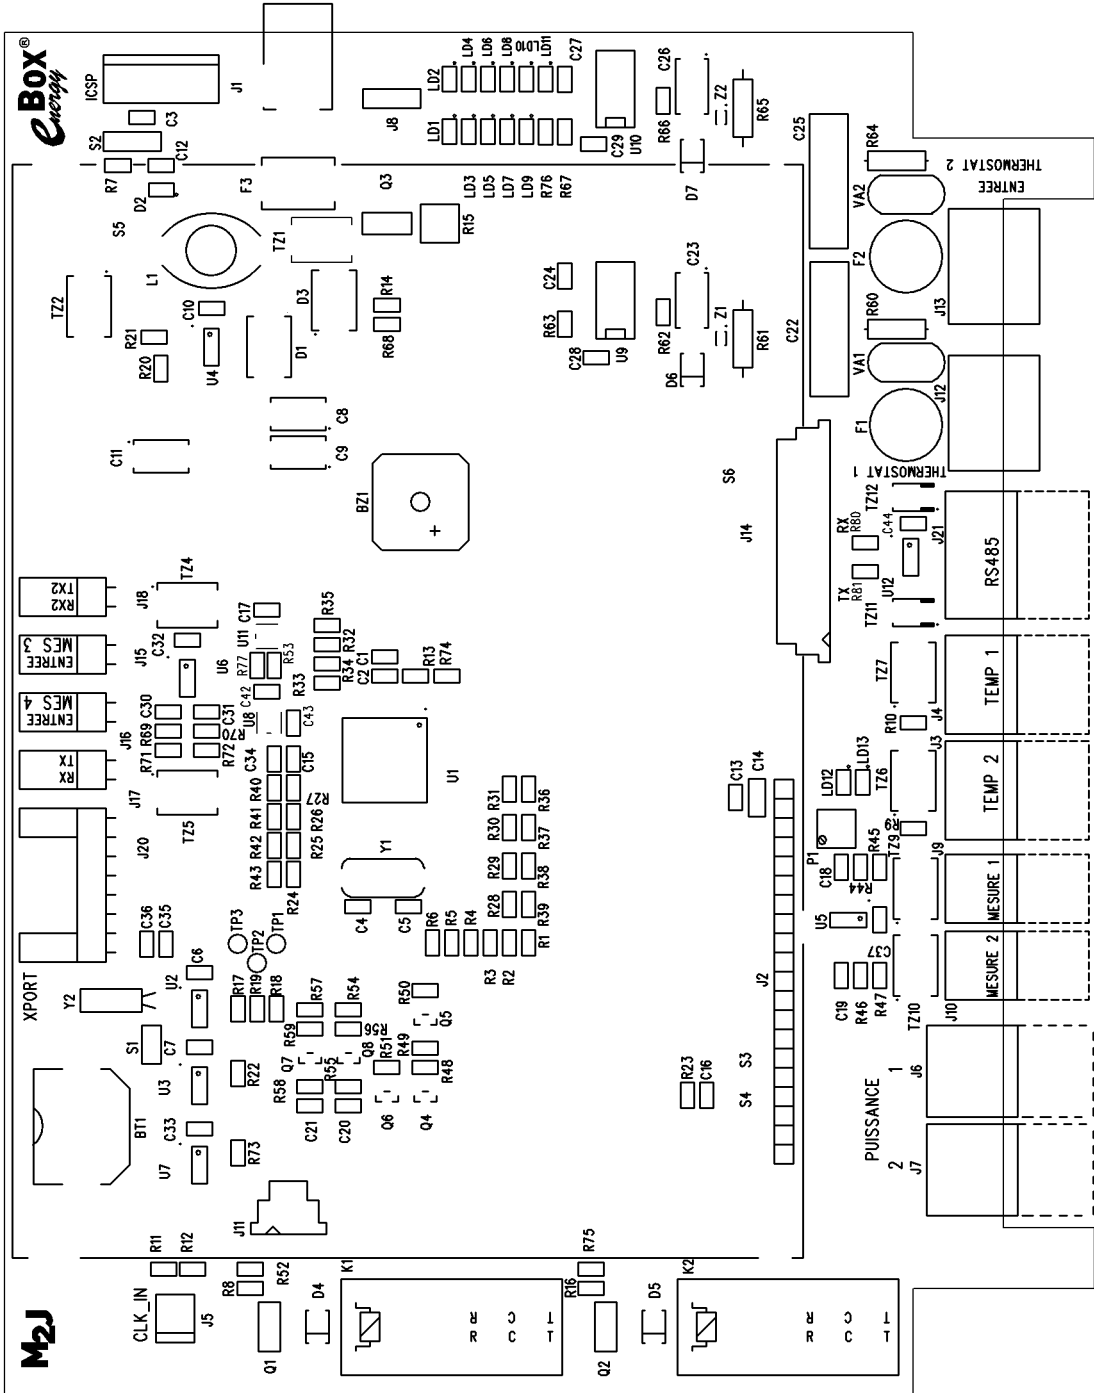 e BOX®
energy
ICSP
J1
C3
S2
R7
C12
D2
S5
F3
J8
Q3
R15
LD2
LD1
LD4
LD6
LD8
LD10
LD11
C27
LD3
LD5
LD7
LD9
R76
R67
C29
U10
C26
R66
Z2
R65
D7
C25
R64
VA2
F2
ENTREE
THERMOSTAT 2
J13
TZ2
L1
TZ1
C10
R21
R20
U4
D1
D3
R14
R68
C24
R63
C28
U9
C23
R62
Z1
R61
D6
C22
R60
VA1
F1
J12
THERMOSTAT 1
C11
C8
C9
BZ1
S6
J14
TZ12
RX
R80
C44
TX
R81
U12
TZ11
J21
RS485
RX2
TX2
J18
TZ4
ENTREE
MES 3
J15
C32
ENTREE
MES 4
J16
RX
TX
J17
TZ5
C17
U11
U6
R77
R53
C42
U8
C43
R35
R32
R34
R33
C1
C2
R13
R74
C30
C31
R69
R70
R71
R72
C34
C15
R40
R27
R41
R26
R42
R25
R43
R24
U1
Y1
C4
C5
R31
R36
R30
R37
R29
R38
R28
R39
R6
R5
R4
R3
R2
R1
C13
C14
J2
TZ7
R10
J4
TEMP 1
LD12
LD13
TZ6
J3
TEMP 2
P1
R9
TZ9
R45
R44
C18
J9
MESURE 1
U5
C37
C19
R46
R47
TZ10
J10
MESURE 2
J20
C36
C35
C6
XPORT
Y2
U2
TP3
TP2
TP1
R17
R19
R18
R57
R59
R54
R56
R50
Q5
S1
C7
U3
R22
Q7
R58
C21
R55
Q8
C20
R51
Q6
R49
R48
Q4
R23
C16
S3
S4
PUISSANCE
1
J6
2
J7
BT1
C33
U7
R73
J11
R11
R12
R8
R52
K1
R75
R16
K2
M2J
CLK_IN
J5
Q1
D4
R R
C C
T T
Q2
D5
R R
C C
T T